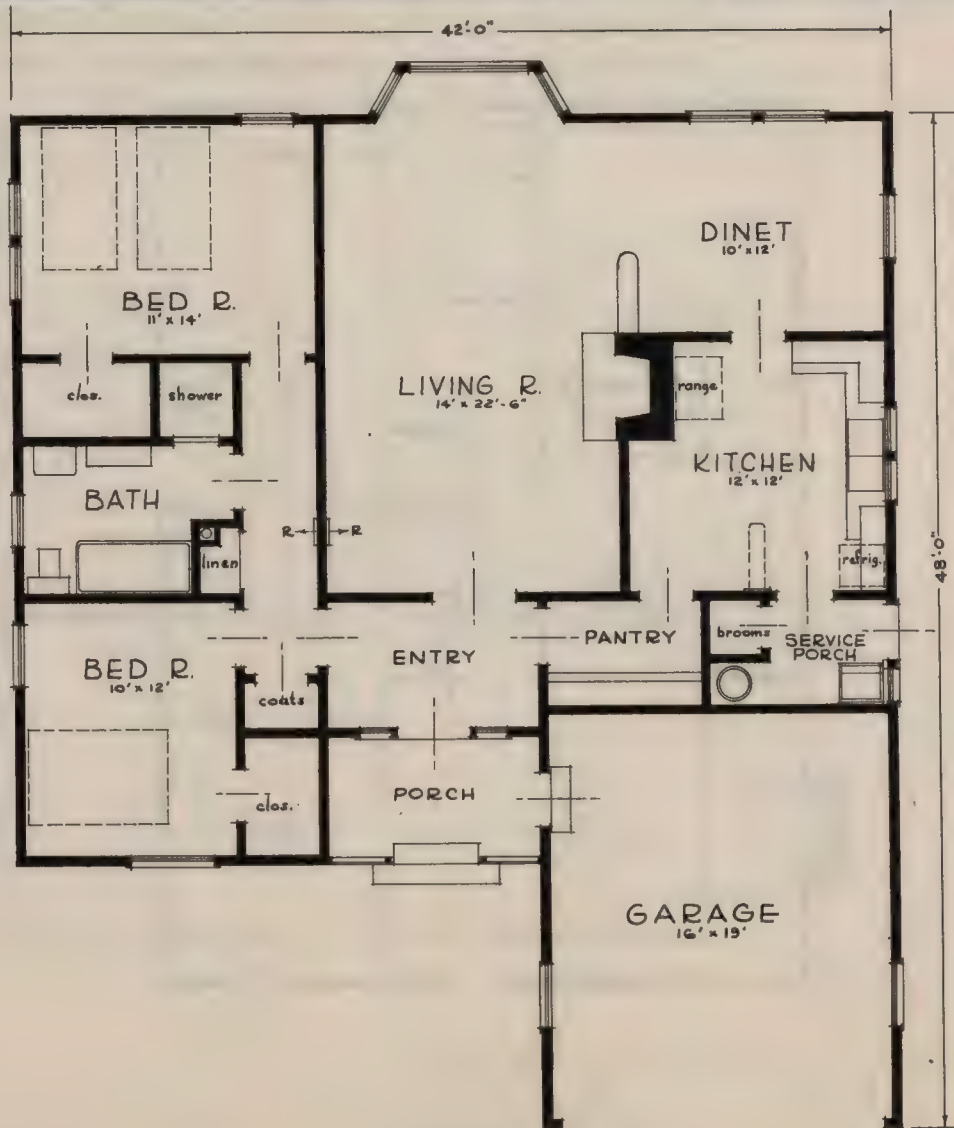 42'-0"
DINET
10' x 12'
BED R.
11' x 14'
clos.
shower
LIVING R.
14' x 22'-6"
range
KITCHEN
12' x 12'
BATH
R R
48'-0"
linen
refrig.
ENTRY
PANTRY
brooms
SERVICE
PORCH
BED R.
10' x 12'
coats
clos.
PORCH
GARAGE
16' x 19'